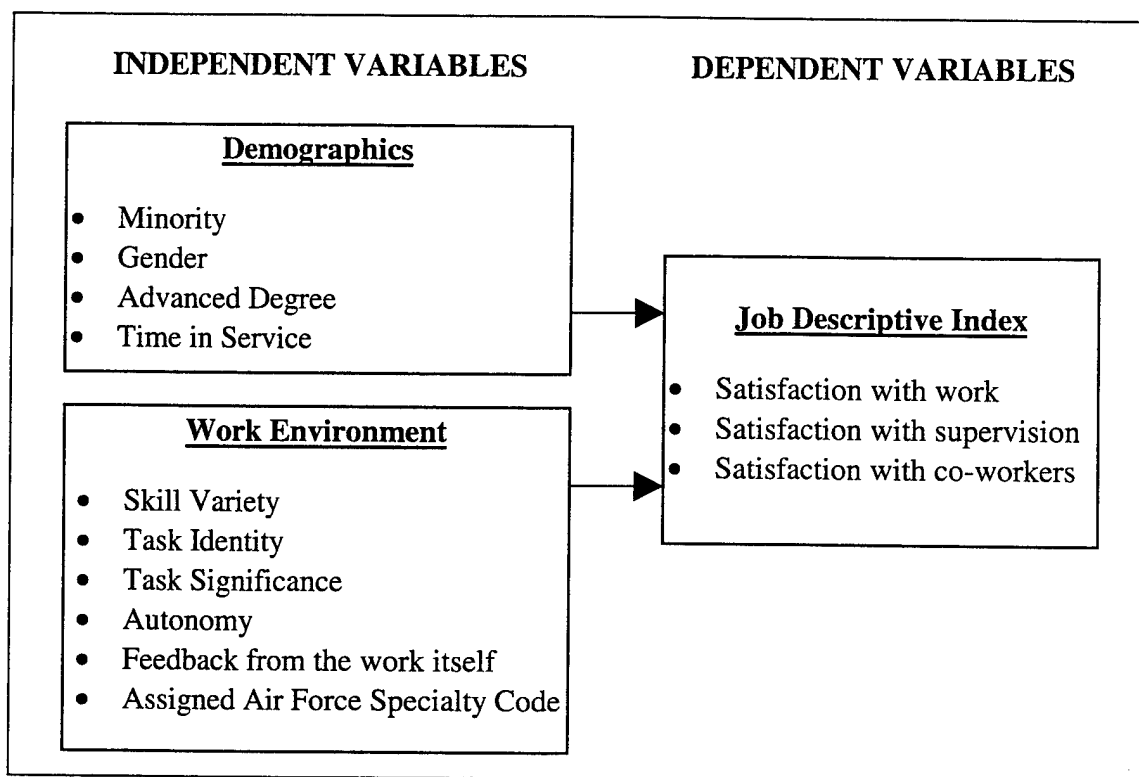 INDEPENDENT VARIABLES
DEPENDENT VARIABLES
Demographics
• Minority
• Gender
• Advanced Degree
• Time in Service
Work Environment
• Skill Variety
• Task Identity
• Task Significance
• Autonomy
• Feedback from the work itself
• Assigned Air Force Specialty Code
Job Descriptive Index
• Satisfaction with work
• Satisfaction with supervision
• Satisfaction with co-workers